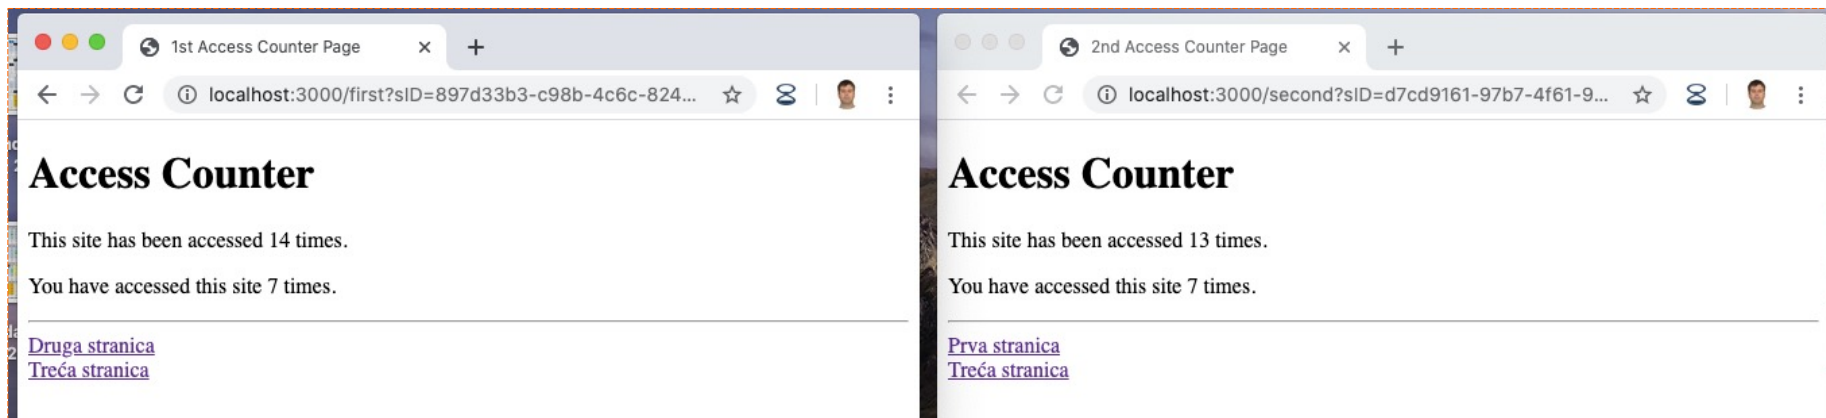 1st Access Counter Page
localhost:3000/first?sID=897d33b3-c98b-4c6c-824...
Access Counter
This site has been accessed 14 times.
You have accessed this site 7 times.
Druga stranica
Treća stranica
2nd Access Counter Page
localhost:3000/second?sID=d7cd9161-97b7-4f61-9...
Access Counter
This site has been accessed 13 times.
You have accessed this site 7 times.
Prva stranica
Treća stranica